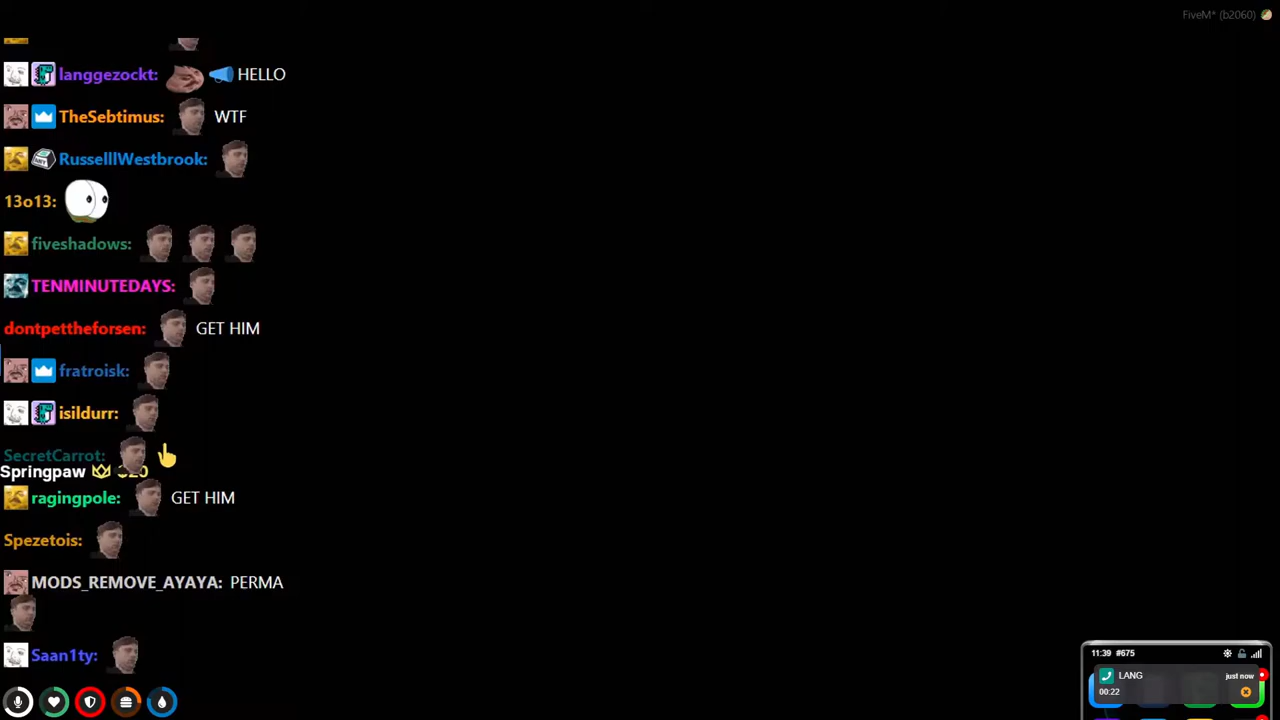 FiveM* (b2060)
langgezockt: HELLO
TheSebtimus: WTF
RusselllWestbrook:
13o13:
fiveshadows:
TENMINUTEDAYS:
dontpettheforsen: GET HIM
fratroisk:
isildurr:
SecretCarrot:
Springpaw $20
ragingpole: GET HIM
Spezetois:
MODS_REMOVE_AYAYA: PERMA
Saan1ty:
11:39 #675
LANG just now
00:22